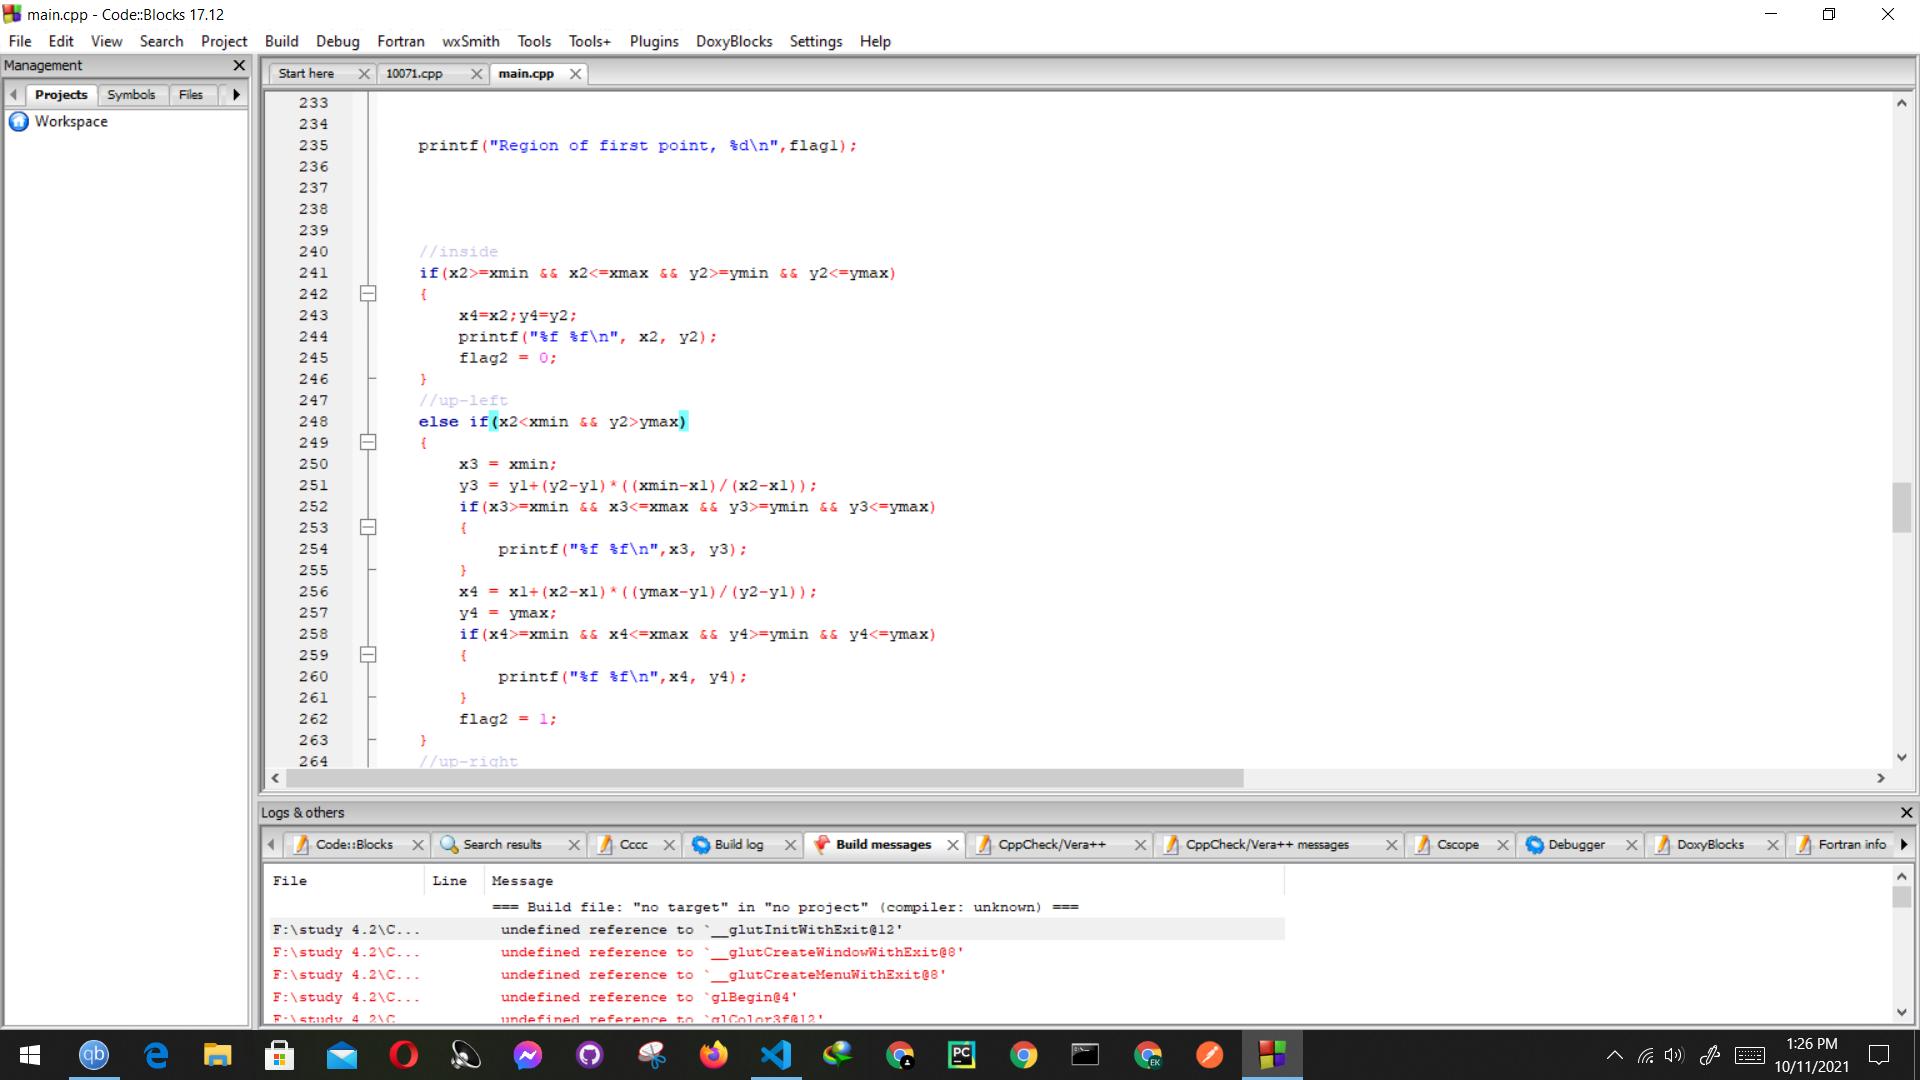 main.cpp - Code::Blocks 17.12
File Edit View Search Project Build Debug Fortran wxSmith Tools Tools+ Plugins DoxyBlocks Settings Help
Management
Projects Symbols Files
Workspace
Start here 10071.cpp main.cpp
233
234
235 printf("Region of first point, %d\n",flag1);
236
237
238
239
240 //inside
241 if(x2>=xmin && x2<=xmax && y2>=ymin && y2<=ymax)
242 {
243 x4=x2;y4=y2;
244 printf("%f %f\n", x2, y2);
245 flag2 = 0;
246 }
247 //up-left
248 else if(x2<xmin && y2>ymax)
249 {
250 x3 = xmin;
251 y3 = y1+(y2-y1)*((xmin-x1)/(x2-x1));
252 if(x3>=xmin && x3<=xmax && y3>=ymin && y3<=ymax)
253 {
254 printf("%f %f\n",x3, y3);
255 }
256 x4 = x1+(x2-x1)*((ymax-y1)/(y2-y1));
257 y4 = ymax;
258 if(x4>=xmin && x4<=xmax && y4>=ymin && y4<=ymax)
259 {
260 printf("%f %f\n",x4, y4);
261 }
262 flag2 = 1;
263 }
264 //up-right
Logs & others
Code::Blocks Search results Cccc Build log Build messages CppCheck/Vera++ CppCheck/Vera++ messages Cscope Debugger DoxyBlocks Fortran info
File Line Message
=== Build file: "no target" in "no project" (compiler: unknown) ===
F:\study 4.2\C... undefined reference to `__glutInitWithExit@12'
F:\study 4.2\C... undefined reference to `__glutCreateWindowWithExit@8'
F:\study 4.2\C... undefined reference to `__glutCreateMenuWithExit@8'
F:\study 4.2\C... undefined reference to `glBegin@4'
F:\study 4.2\C... undefined reference to `glColor3f@12'
qb
PC
EK
1:26 PM
10/11/2021